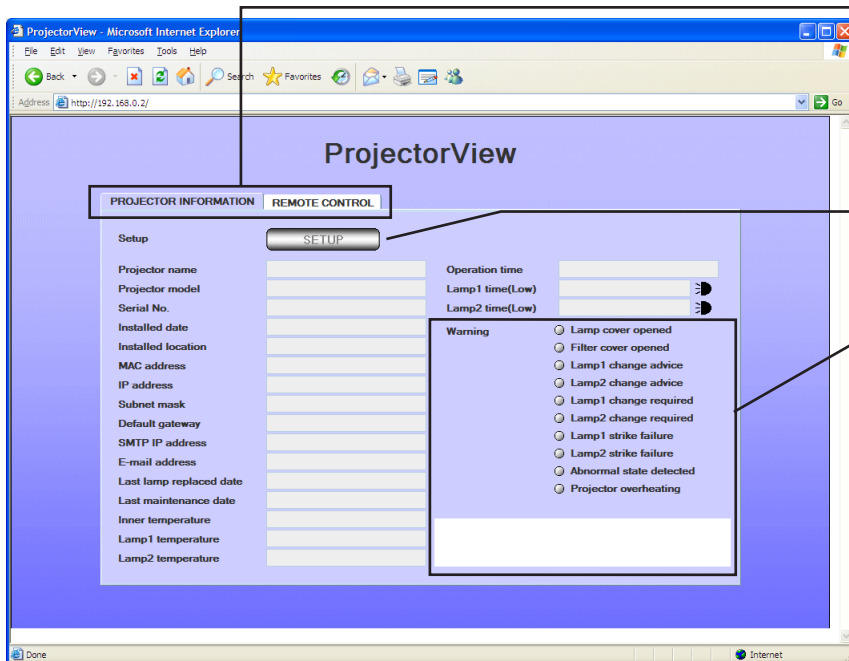 ProjectorView - Microsoft Internet Explorer
File Edit View Favorites Tools Help
Back Search Favorites
Address http://192.168.0.2/ Go
ProjectorView
PROJECTOR INFORMATION REMOTE CONTROL
Setup SETUP
Projector name
Projector model
Serial No.
Installed date
Installed location
MAC address
IP address
Subnet mask
Default gateway
SMTP IP address
E-mail address
Last lamp replaced date
Last maintenance date
Inner temperature
Lamp1 temperature
Lamp2 temperature
Operation time
Lamp1 time(Low)
Lamp2 time(Low)
Warning
Lamp cover opened
Filter cover opened
Lamp1 change advice
Lamp2 change advice
Lamp1 change required
Lamp2 change required
Lamp1 strike failure
Lamp2 strike failure
Abnormal state detected
Projector overheating
Done Internet